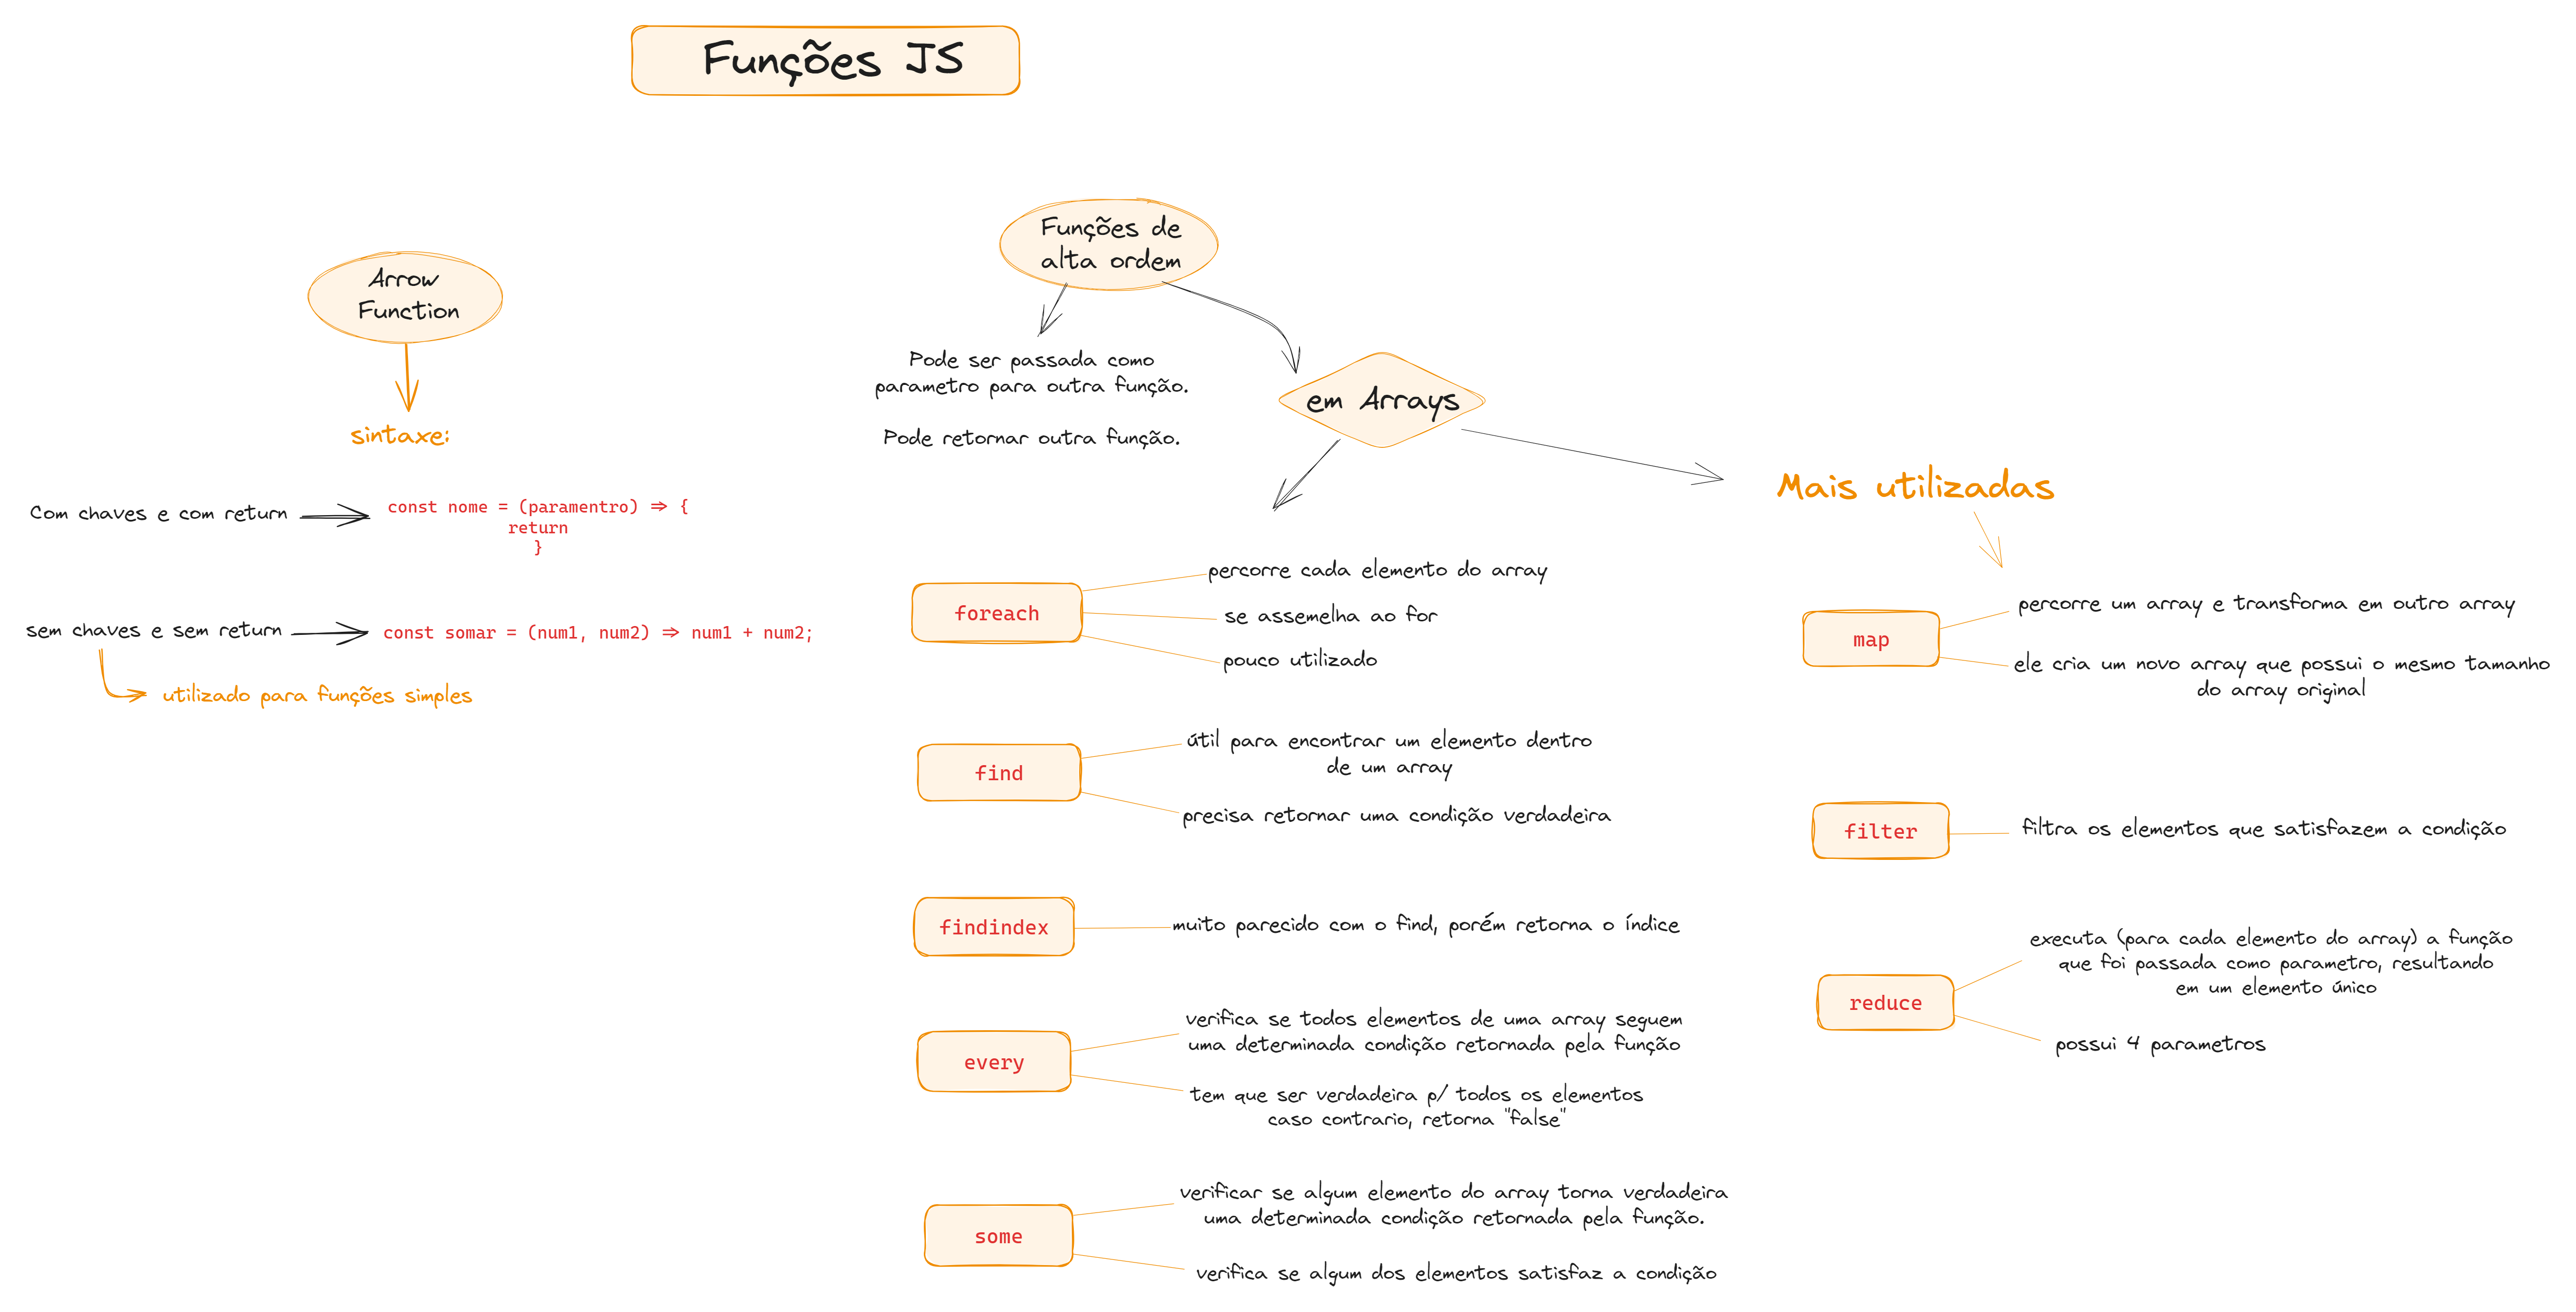 Funções JS
Arrow
Function
sintaxe:
Com chaves e com return
const nome = (paramentro) => {
return
}
sem chaves e sem return
const somar = (num1, num2) => num1 + num2;
utilizado para funções simples
Funções de
alta ordem
Pode ser passada como
parametro para outra função.
Pode retornar outra função.
em Arrays
foreach
percorre cada elemento do array
se assemelha ao for
pouco utilizado
find
útil para encontrar um elemento dentro
de um array
precisa retornar uma condição verdadeira
findindex
muito parecido com o find, porém retorna o índice
every
verifica se todos elementos de uma array seguem
uma determinada condição retornada pela função
tem que ser verdadeira p/ todos os elementos
caso contrario, retorna "false"
some
verificar se algum elemento do array torna verdadeira
uma determinada condição retornada pela função.
verifica se algum dos elementos satisfaz a condição
Mais utilizadas
map
percorre um array e transforma em outro array
ele cria um novo array que possui o mesmo tamanho
do array original
filter
filtra os elementos que satisfazem a condição
reduce
executa (para cada elemento do array) a função
que foi passada como parametro, resultando
em um elemento único
possui 4 parametros